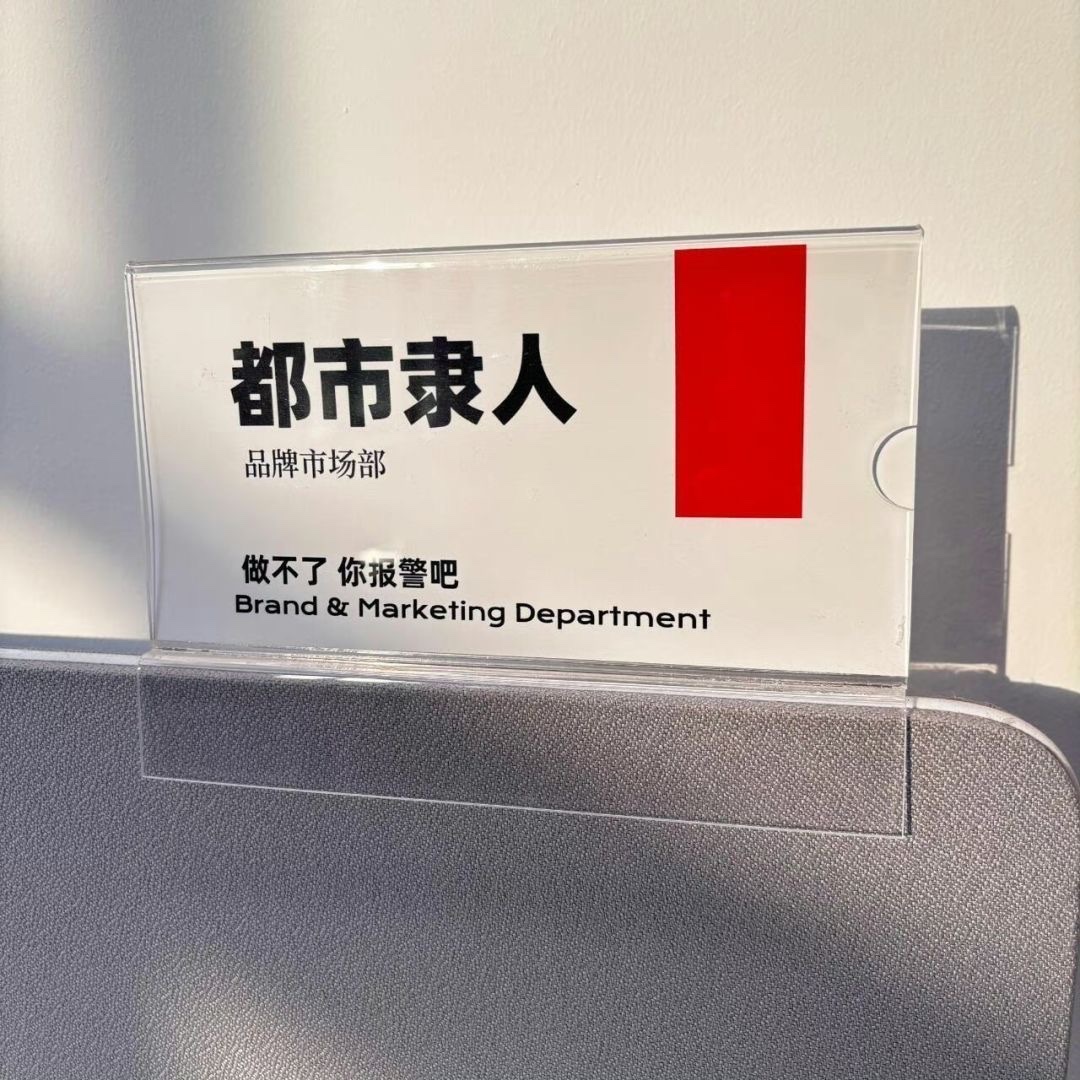 都市隶人
品牌市场部
做不了 你报警吧
Brand & Marketing Department